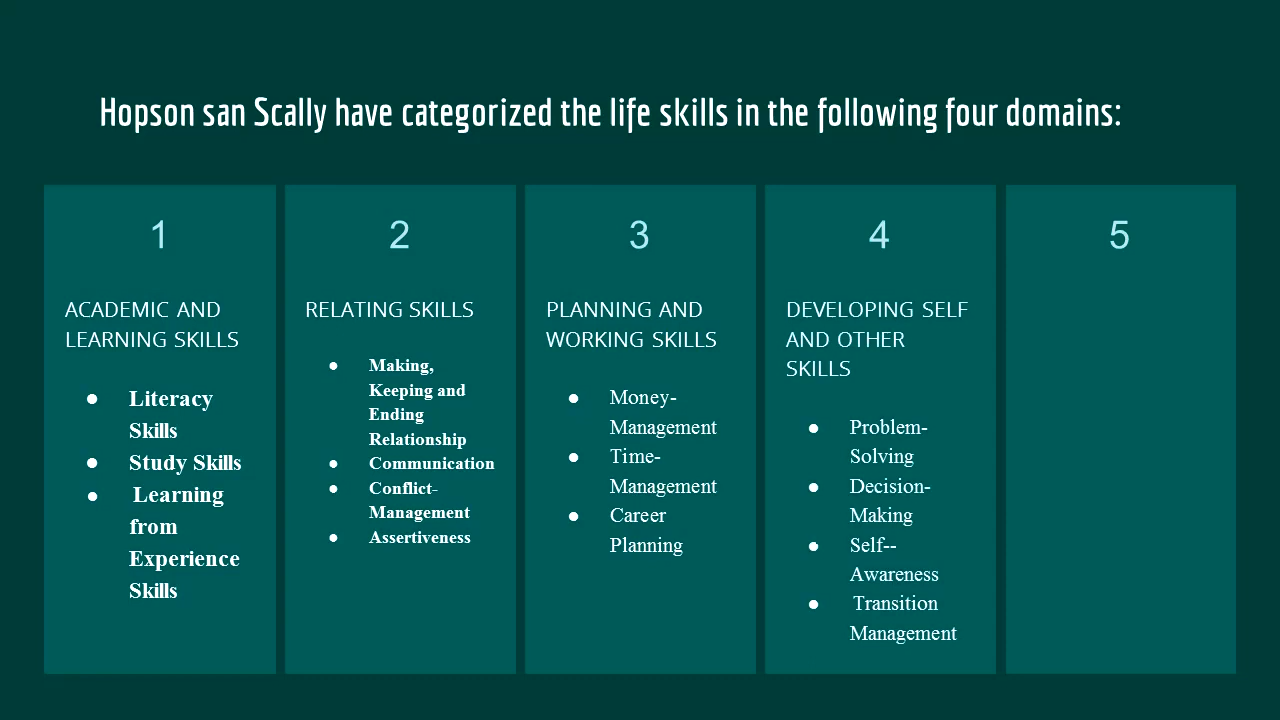 Hopson san Scally have categorized the life skills in the following four domains:
1
ACADEMIC AND
LEARNING SKILLS
● Literacy
Skills
● Study Skills
● Learning
from
Experience
Skills
2
RELATING SKILLS
● Making,
Keeping and
Ending
Relationship
● Communication
● Conflict-
Management
● Assertiveness
3
PLANNING AND
WORKING SKILLS
● Money-
Management
● Time-
Management
● Career
Planning
4
DEVELOPING SELF
AND OTHER
SKILLS
● Problem-
Solving
● Decision-
Making
● Self--
Awareness
● Transition
Management
5